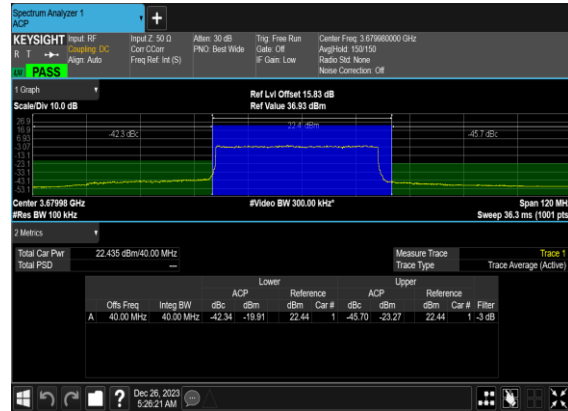 Spectrum Analyzer 1
ACP
KEYSIGHT
R T
LW PASS
Input: RF
Coupling: DC
Align: Auto
Input Z: 50 Ω
Corr CCorr
Freq Ref: Int (S)
Atten: 30 dB
PNO: Best Wide
Trig: Free Run
Gate: Off
IF Gain: Low
Center Freq: 3.679980000 GHz
Avg|Hold: 150/150
Radio Std: None
Noise Correction: Off
1 Graph
Scale/Div 10.0 dB
Ref Lvl Offset 15.83 dB
Ref Value 36.93 dBm
26.9
16.9
6.93
-3.07
-13.1
-23.1
-33.1
-43.1
-53.1
-42.3 dBc
22.4 dBm
-45.7 dBc
Center 3.67998 GHz
#Video BW 300.00 kHz*
Span 120 MHz
#Res BW 100 kHz
Sweep 36.3 ms (1001 pts)
2 Metrics
Total Car Pwr 22.435 dBm/40.00 MHz
Total PSD ---
Measure Trace Trace 1
Trace Type Trace Average (Active)
Lower Upper
ACP Reference ACP Reference
Offs Freq Integ BW dBc dBm dBm Car # dBc dBm dBm Car # Filter
A 40.00 MHz 40.00 MHz -42.34 -19.91 22.44 1 -45.70 -23.27 22.44 1 -3 dB
?
Dec 26, 2023
5:26:21 AM